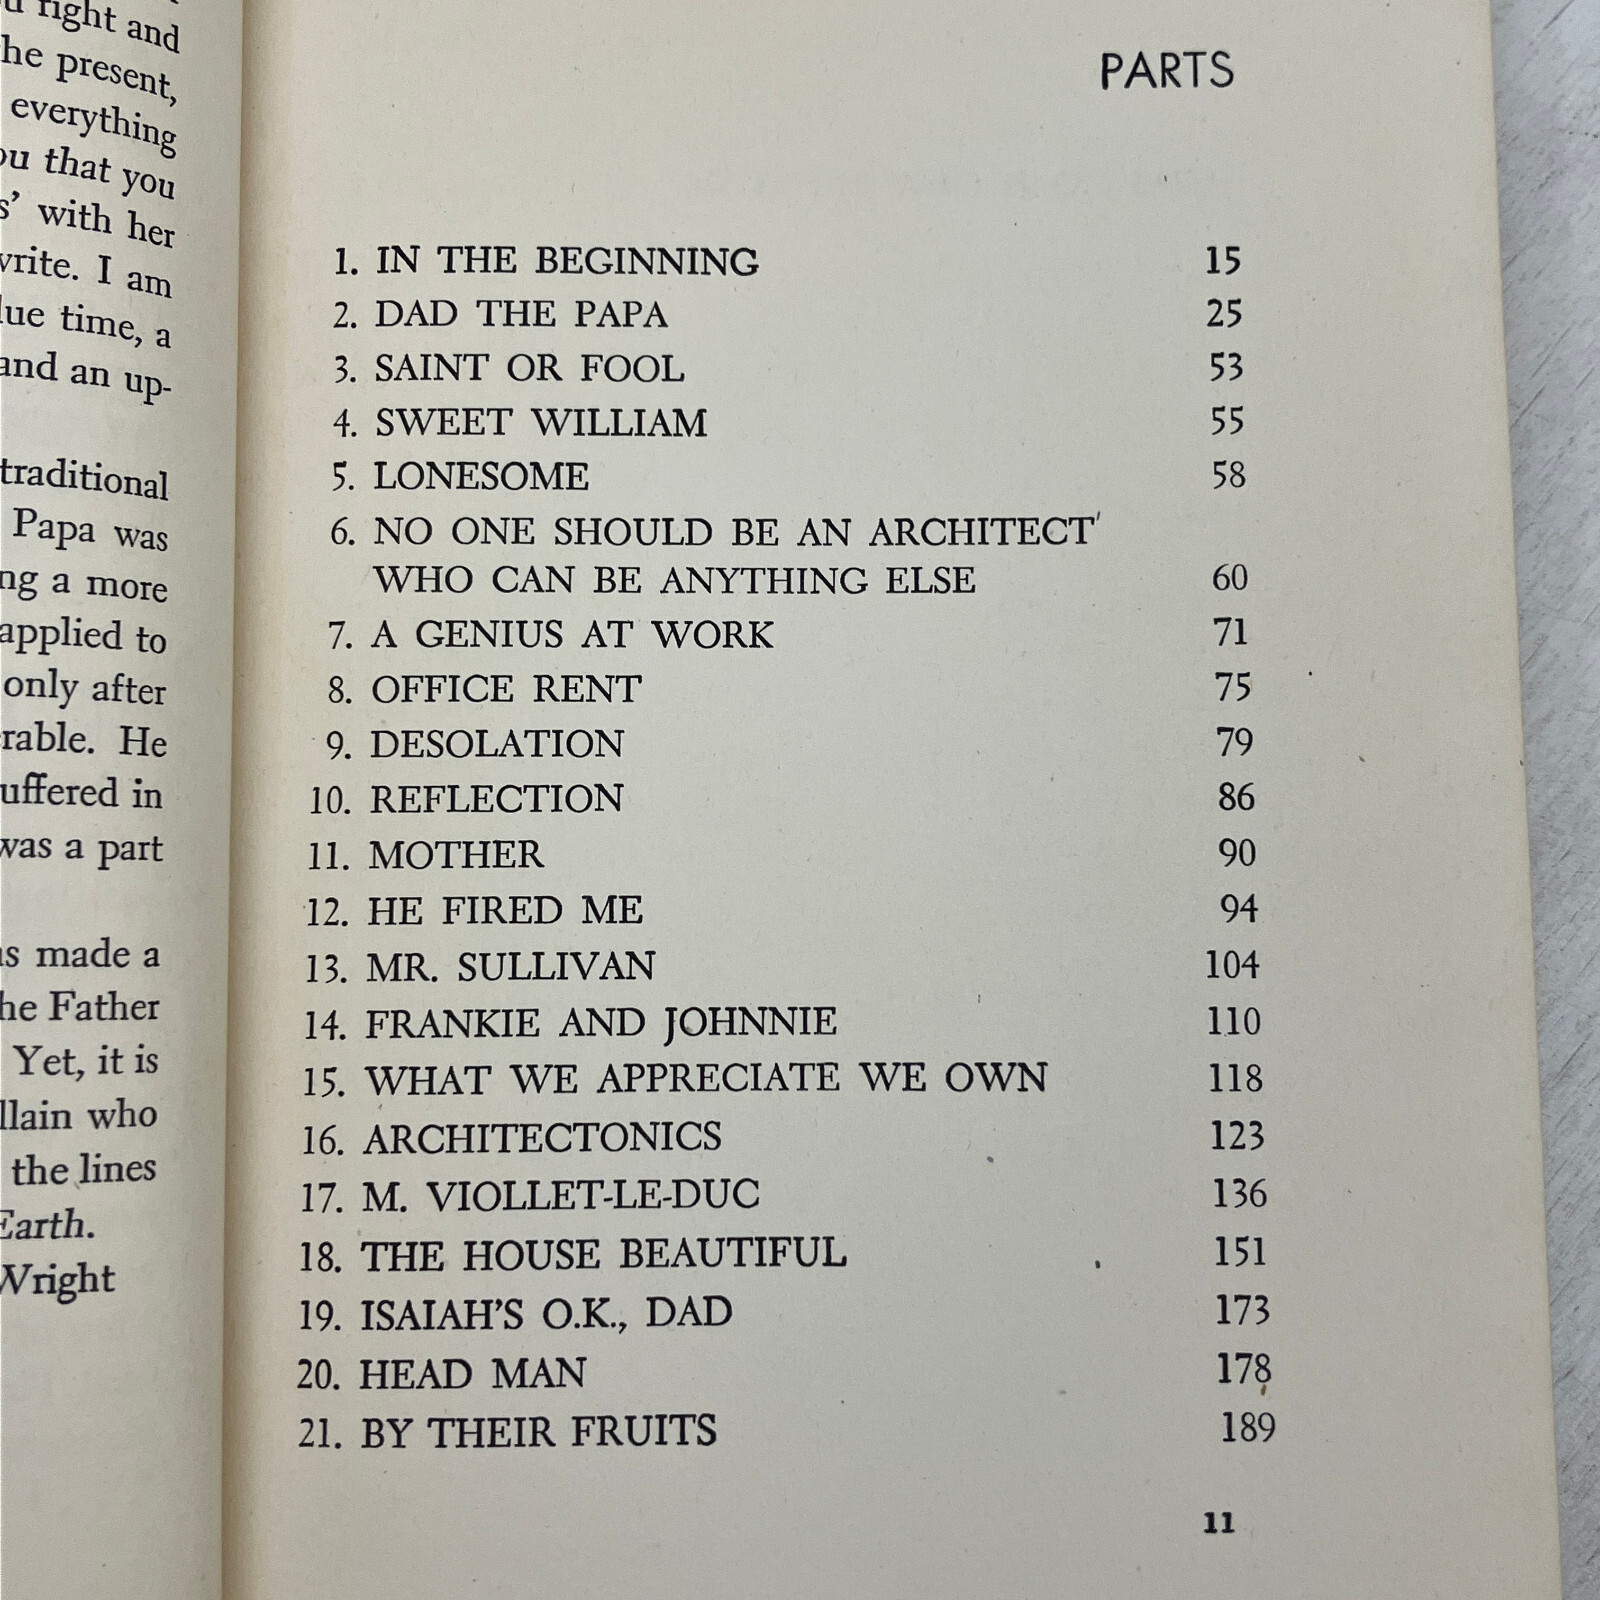 right and
the present,
everything
that you
with her
write. I am
due time, a
and an up-
traditional
Papa was
a more
applied to
only after
He
in
was a part
made a
the Father
Yet, it is
who
the lines
Earth.
Wright
PARTS
1. IN THE BEGINNING 15
2. DAD THE PAPA 25
3. SAINT OR FOOL 53
4. SWEET WILLIAM 55
5. LONESOME 58
6. NO ONE SHOULD BE AN ARCHITECT
WHO CAN BE ANYTHING ELSE 60
7. A GENIUS AT WORK 71
8. OFFICE RENT 75
9. DESOLATION 79
10. REFLECTION 86
11. MOTHER 90
12. HE FIRED ME 94
13. MR. SULLIVAN 104
14. FRANKIE AND JOHNNIE 110
15. WHAT WE APPRECIATE WE OWN 118
16. ARCHITECTONICS 123
17. M. VIOLLET-LE-DUC 136
18. THE HOUSE BEAUTIFUL 151
19. ISAIAH'S O.K., DAD 173
20. HEAD MAN 178
21. BY THEIR FRUITS 189
11